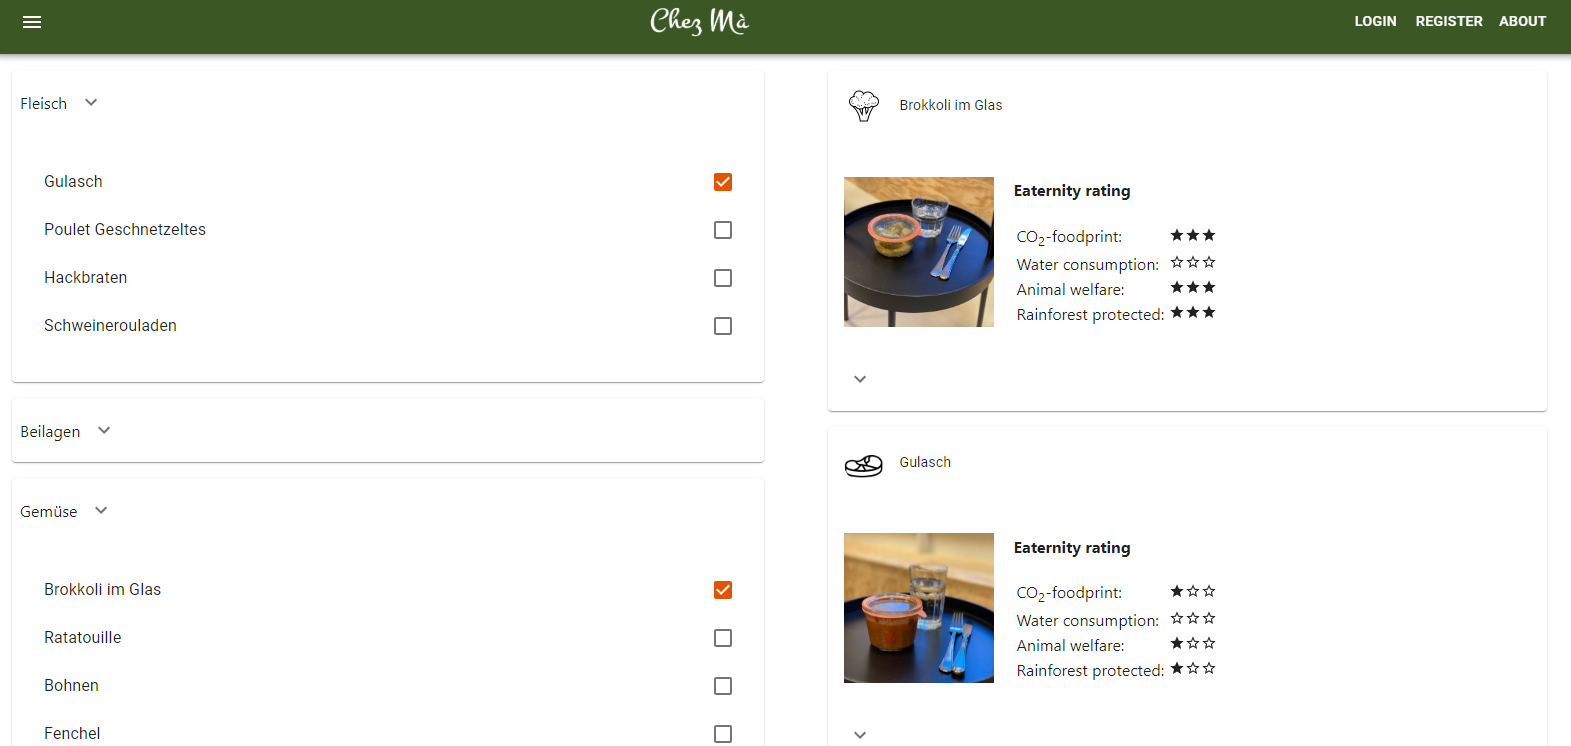 Chez Mà
LOGIN REGISTER ABOUT
Fleisch
Gulasch
Poulet Geschnetzeltes
Hackbraten
Schweinerouladen
Beilagen
Gemüse
Brokkoli im Glas
Ratatouille
Bohnen
Fenchel
Brokkoli im Glas
Eaternity rating
CO2-foodprint: ★★★
Water consumption: ☆☆☆
Animal welfare: ★★★
Rainforest protected: ★★★
Gulasch
Eaternity rating
CO2-foodprint: ★☆☆
Water consumption: ☆☆☆
Animal welfare: ★☆☆
Rainforest protected: ★☆☆